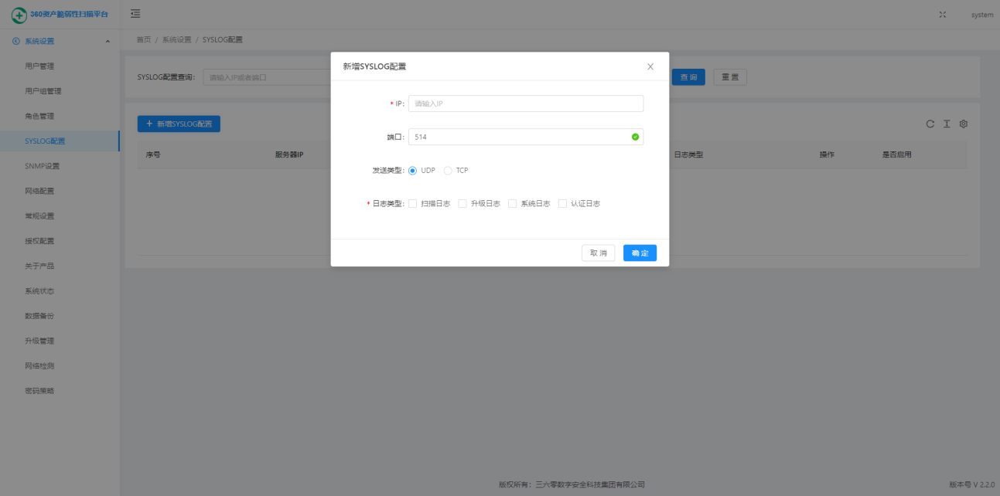 360资产脆弱性扫描平台
system
系统设置
首页 / 系统设置 / SYSLOG配置
用户管理
用户组管理
角色管理
SYSLOG配置
SNMP设置
网络配置
常规设置
授权配置
关于产品
系统状态
数据备份
升级管理
网络检测
密码策略
SYSLOG配置查询: 请输入IP或者端口
查询 重置
+ 新增SYSLOG配置
序号 服务器IP 日志类型 操作 是否启用
新增SYSLOG配置
* IP: 请输入IP
端口: 514
发送类型: UDP TCP
* 日志类型: 扫描日志 升级日志 系统日志 认证日志
取消 确定
版权所有：三六零数字安全科技集团有限公司
版本号 V 2.2.0